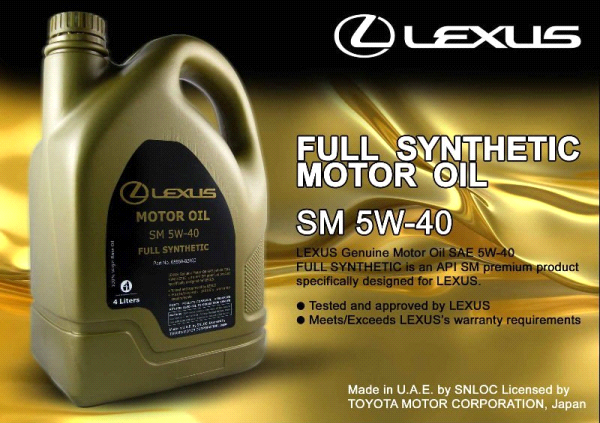 LEXUS
FULL SYNTHETIC
MOTOR OIL
SM 5W-40
LEXUS Genuine Motor Oil SAE 5W-40
FULL SYNTHETIC is an API SM premium product
specifically designed for LEXUS.
● Tested and approved by LEXUS
● Meets/Exceeds LEXUS's warranty requirements
Made in U.A.E. by SNLOC Licensed by
TOYOTA MOTOR CORPORATION, Japan
LEXUS
MOTOR OIL
SM 5W-40
FULL SYNTHETIC
Part No.
4 Liters